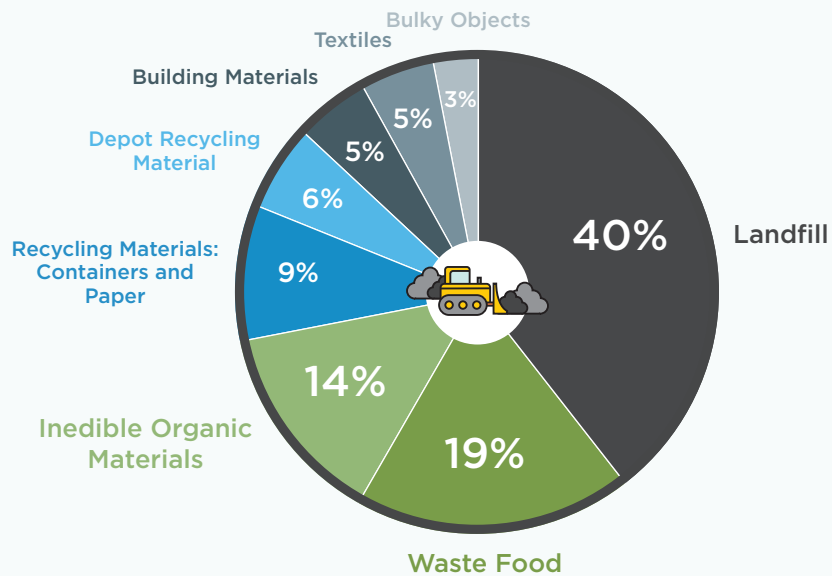 Bulky Objects
Textiles
Building Materials
3%
5%
5%
Depot Recycling
Material
6%
40%
Landfill
Recycling Materials:
Containers and
Paper
9%
14%
Inedible Organic
Materials
19%
Waste Food